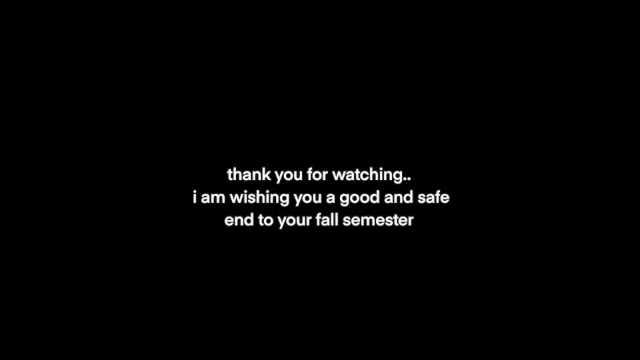 thank you for watching..
i am wishing you a good and safe
end to your fall semester